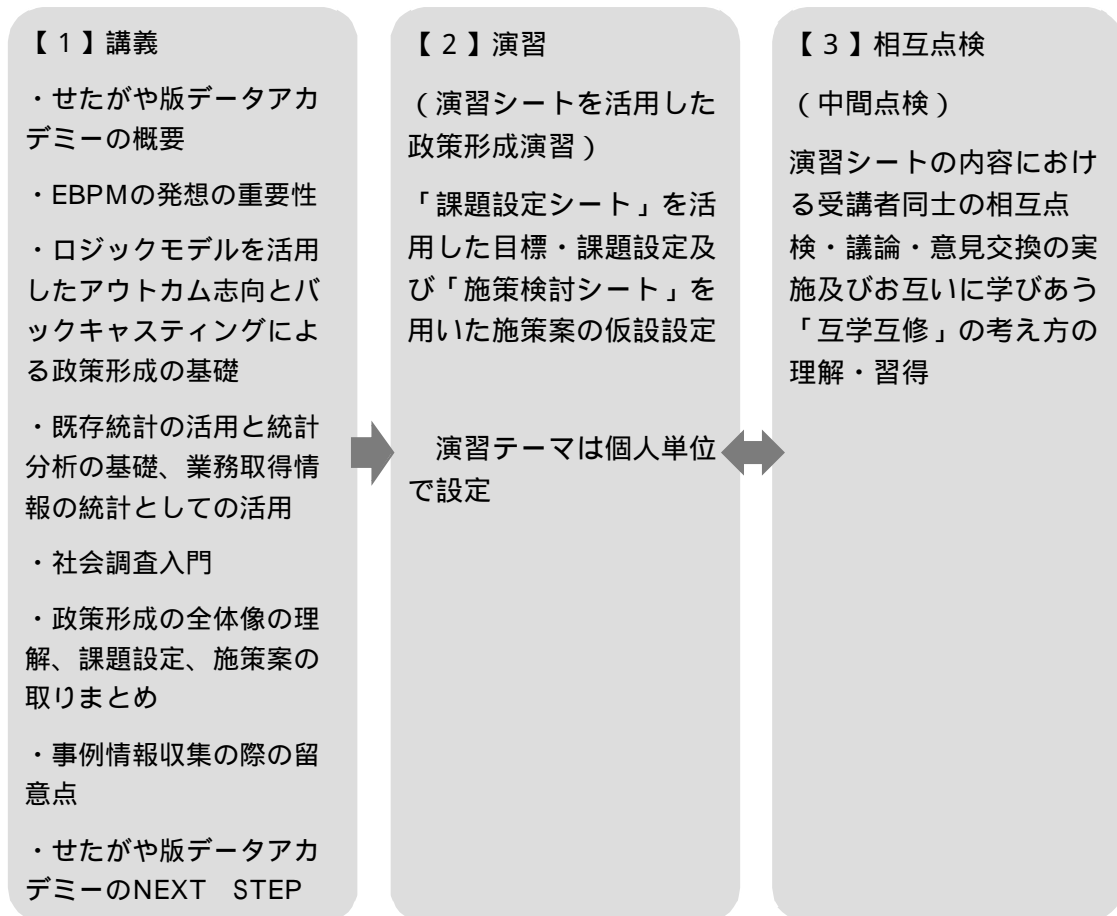 【1】講義
・せたがや版データアカ
デミーの概要
・EBPMの発想の重要性
・ロジックモデルを活用
したアウトカム志向とバ
ックキャスティングによ
る政策形成の基礎
・既存統計の活用と統計
分析の基礎、業務取得情
報の統計としての活用
・社会調査入門
・政策形成の全体像の理
解、課題設定、施策案の
取りまとめ
・事例情報収集の際の留
意点
・せたがや版データアカ
デミーのNEXT　STEP
【2】演習
（演習シートを活用した
政策形成演習）
「課題設定シート」を活
用した目標・課題設定及
び「施策検討シート」を
用いた施策案の仮設設定
演習テーマは個人単位
で設定
【3】相互点検
（中間点検）
演習シートの内容におけ
る受講者同士の相互点
検・議論・意見交換の実
施及びお互いに学びあう
「互学互修」の考え方の
理解・習得